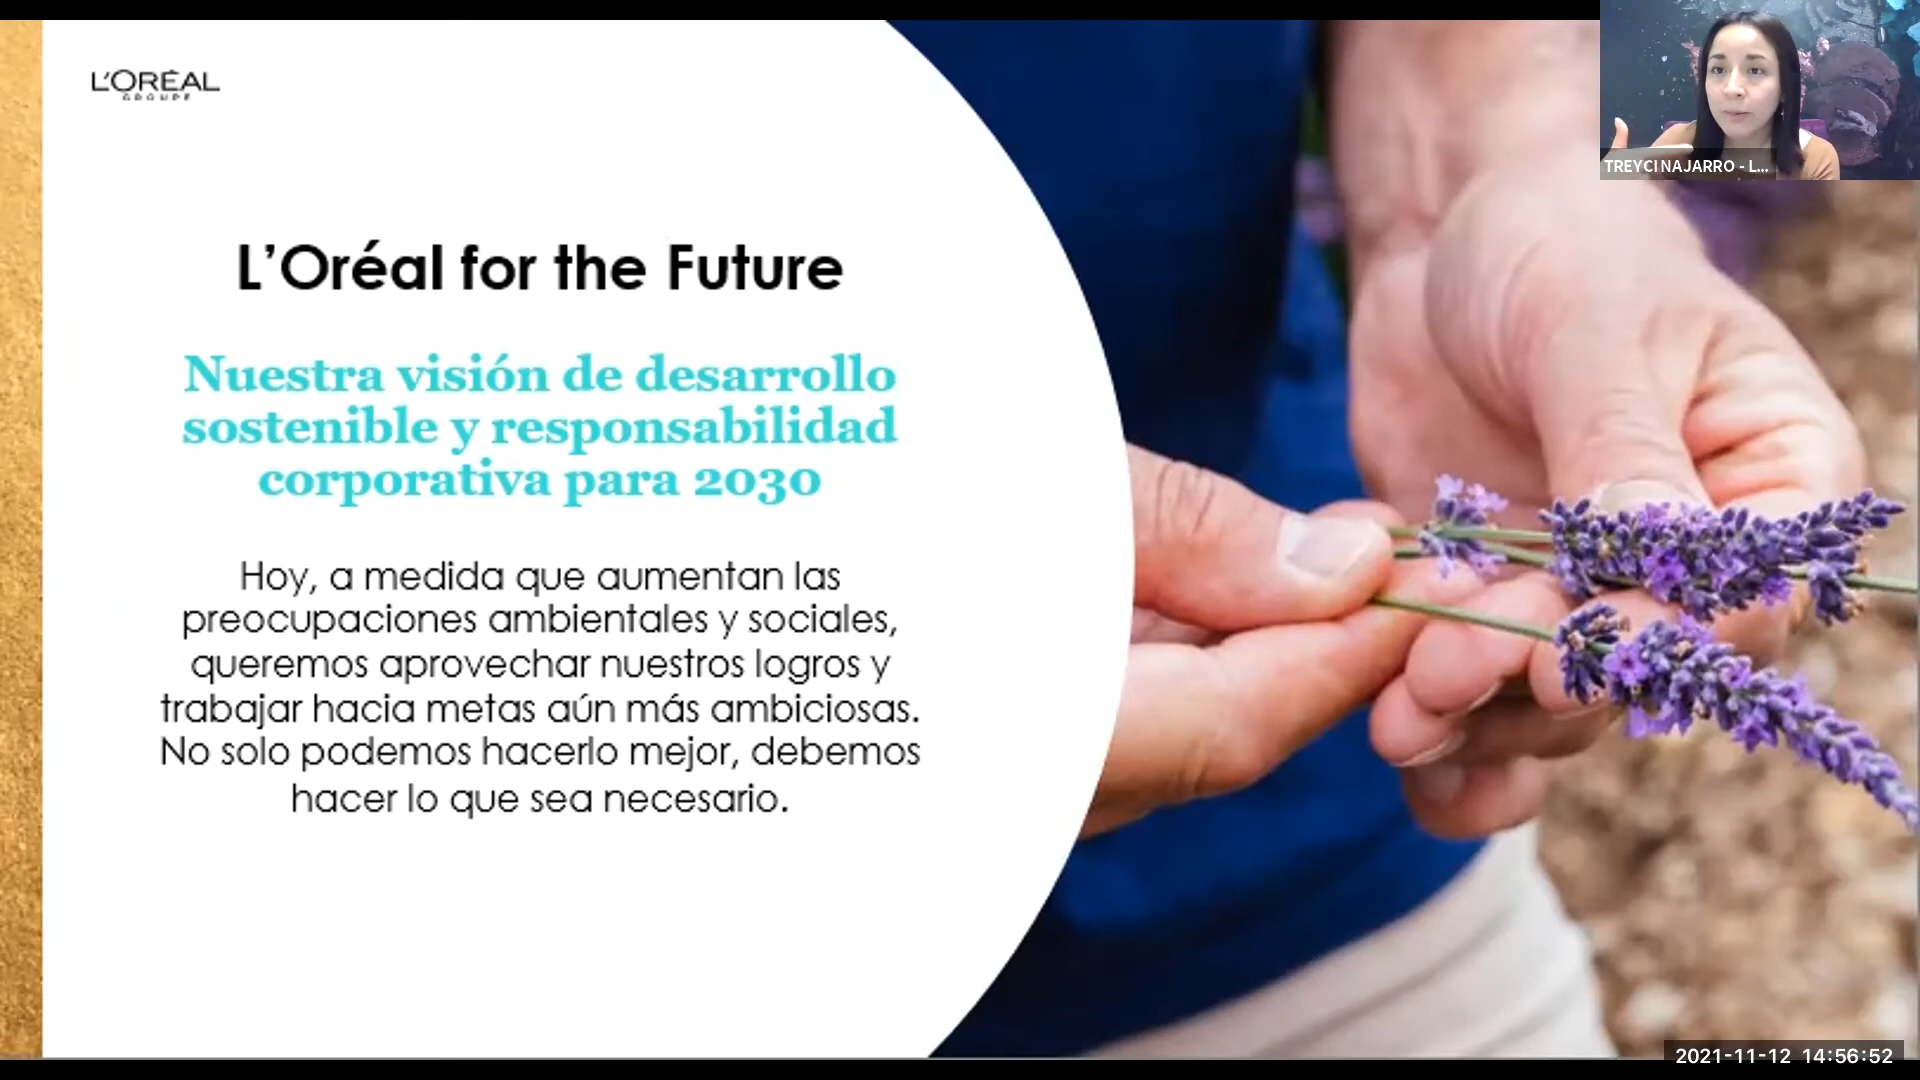 L'ORÉAL
GROUPE
TREYCI NAJARRO - L...
L’Oréal for the Future
Nuestra visión de desarrollo
sostenible y responsabilidad
corporativa para 2030
Hoy, a medida que aumentan las
preocupaciones ambientales y sociales,
queremos aprovechar nuestros logros y
trabajar hacia metas aún más ambiciosas.
No solo podemos hacerlo mejor, debemos
hacer lo que sea necesario.
2021-11-12 14:56:52